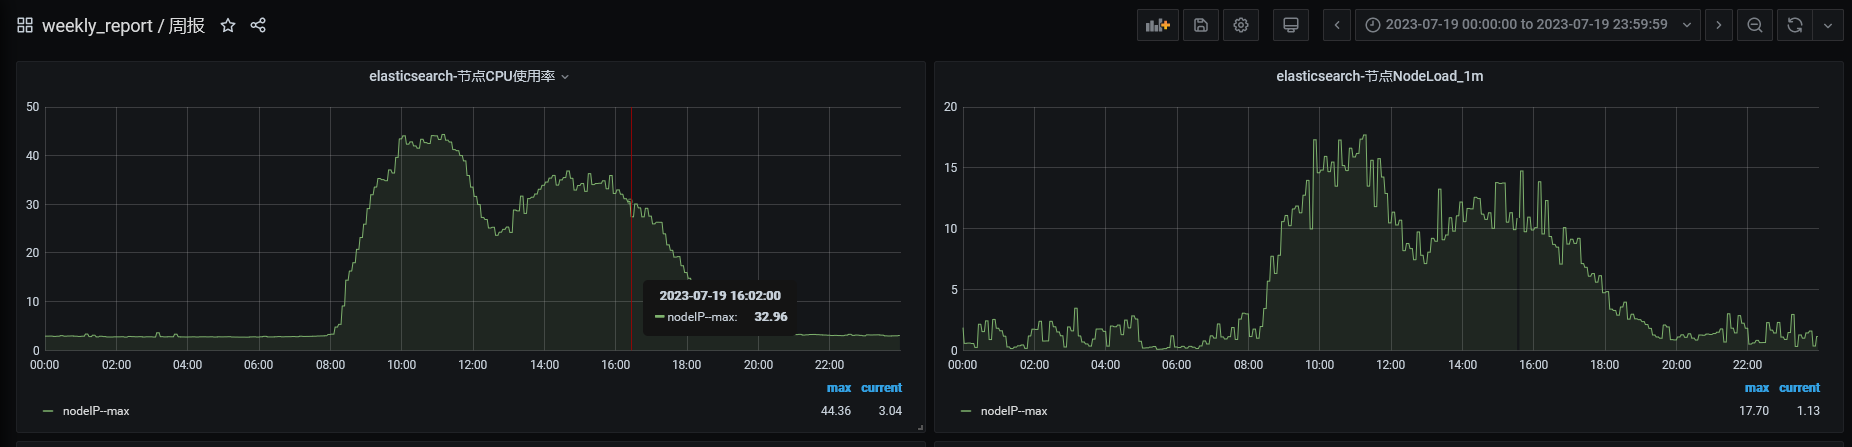 weekly_report / 周报
2023-07-19 00:00:00 to 2023-07-19 23:59:59
elasticsearch-节点CPU使用率
50
40
30
20
10
0
00:00 02:00 04:00 06:00 08:00 10:00 12:00 14:00 16:00 18:00 20:00 22:00
2023-07-19 16:02:00
nodeIP--max: 32.96
max current
nodeIP--max 44.36 3.04
elasticsearch-节点NodeLoad_1m
20
15
10
5
0
00:00 02:00 04:00 06:00 08:00 10:00 12:00 14:00 16:00 18:00 20:00 22:00
max current
nodeIP--max 17.70 1.13